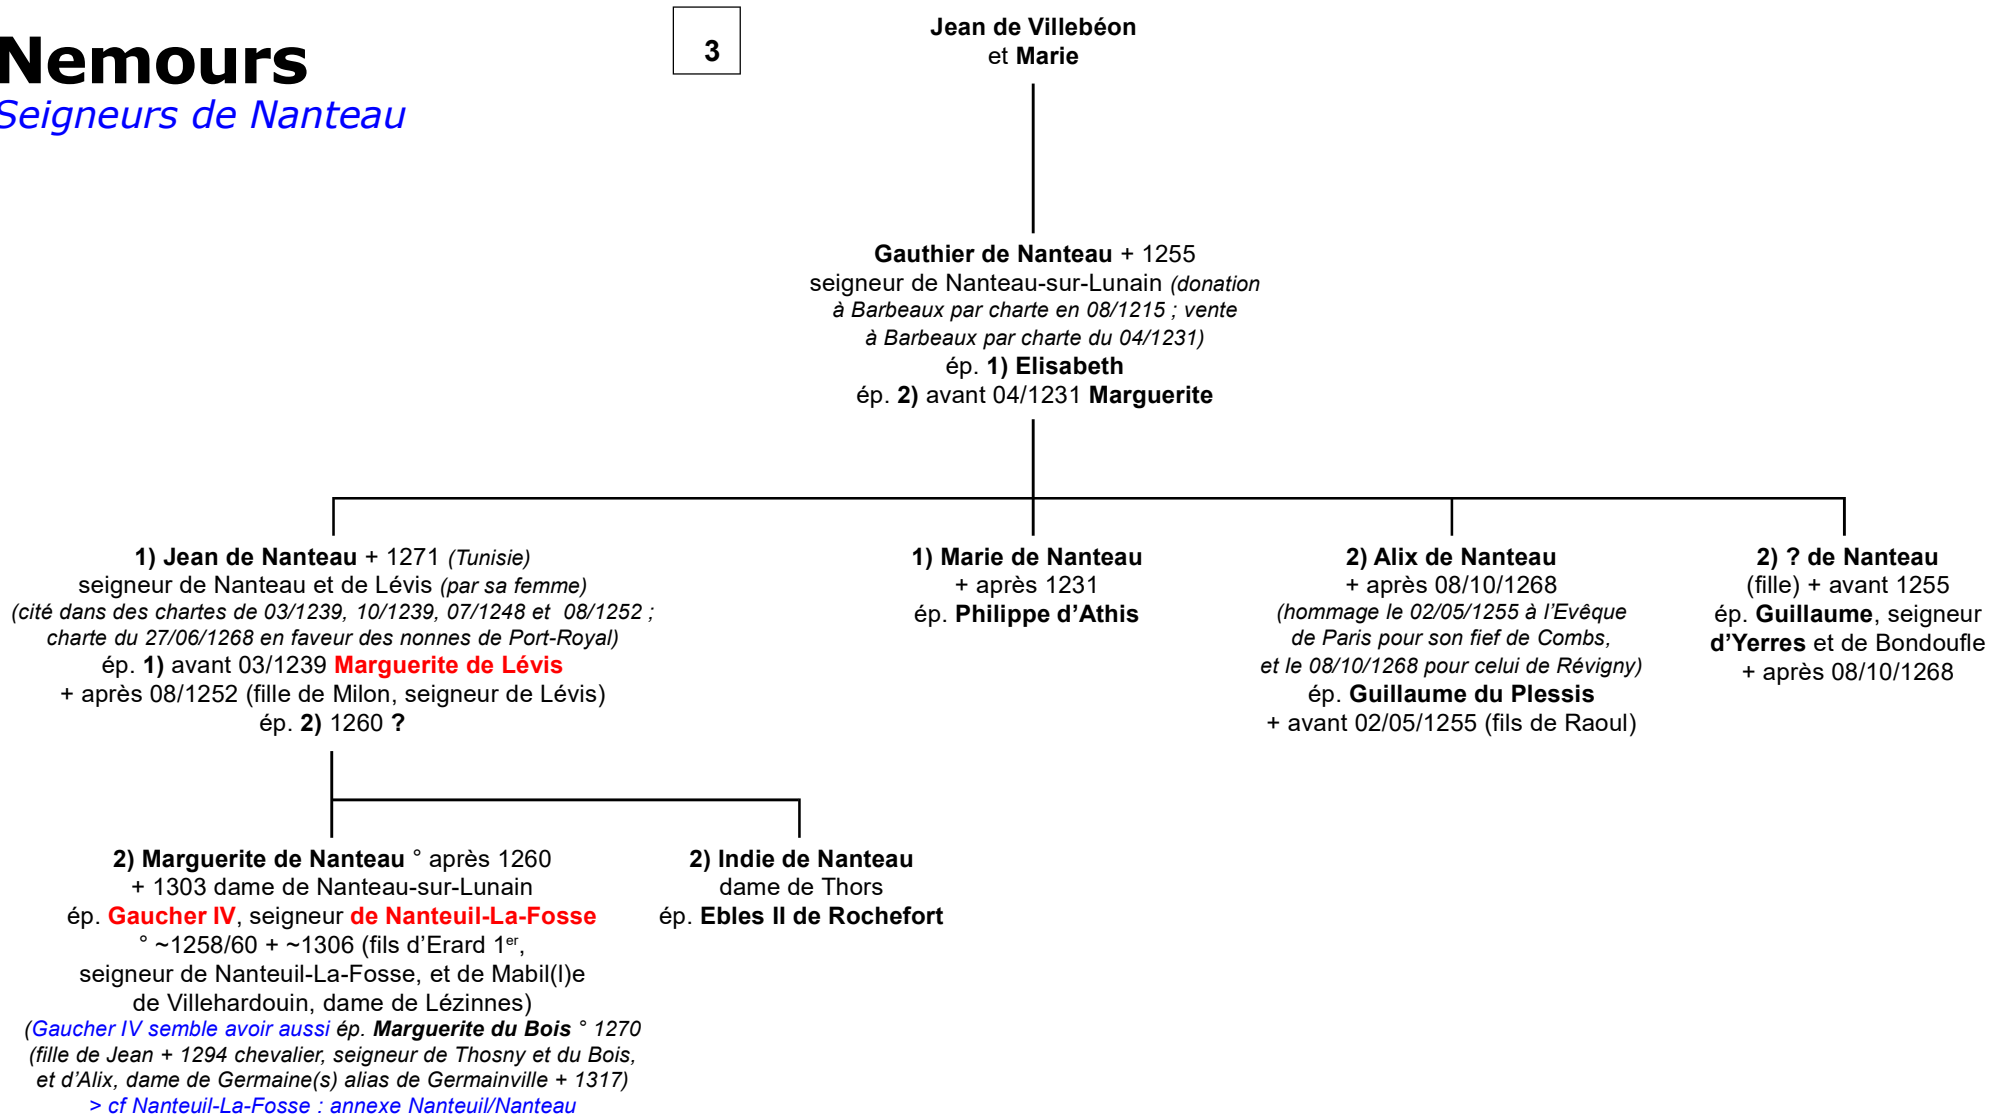 Nemours
Seigneurs de Nanteau
3
Jean de Villebéon
et Marie
Gauthier de Nanteau + 1255
seigneur de Nanteau-sur-Lunain (donation
à Barbeaux par charte en 08/1215 ; vente
à Barbeaux par charte du 04/1231)
ép. 1) Elisabeth
ép. 2) avant 04/1231 Marguerite
1) Jean de Nanteau + 1271 (Tunisie)
seigneur de Nanteau et de Lévis (par sa femme)
(cité dans des chartes de 03/1239, 10/1239, 07/1248 et 08/1252 ;
charte du 27/06/1268 en faveur des nonnes de Port-Royal)
ép. 1) avant 03/1239 Marguerite de Lévis
+ après 08/1252 (fille de Milon, seigneur de Lévis)
ép. 2) 1260 ?
1) Marie de Nanteau
+ après 1231
ép. Philippe d’Athis
2) Alix de Nanteau
+ après 08/10/1268
(hommage le 02/05/1255 à l’Evêque
de Paris pour son fief de Combs,
et le 08/10/1268 pour celui de Révigny)
ép. Guillaume du Plessis
+ avant 02/05/1255 (fils de Raoul)
2) ? de Nanteau
(fille) + avant 1255
ép. Guillaume, seigneur
d’Yerres et de Bondoufle
+ après 08/10/1268
2) Marguerite de Nanteau ° après 1260
+ 1303 dame de Nanteau-sur-Lunain
ép. Gaucher IV, seigneur de Nanteuil-La-Fosse
° ~1258/60 + ~1306 (fils d’Erard 1er,
seigneur de Nanteuil-La-Fosse, et de Mabil(l)e
de Villehardouin, dame de Lézinnes)
(Gaucher IV semble avoir aussi ép. Marguerite du Bois ° 1270
(fille de Jean + 1294 chevalier, seigneur de Thosny et du Bois,
et d’Alix, dame de Germaine(s) alias de Germainville + 1317)
> cf Nanteuil-La-Fosse : annexe Nanteuil/Nanteau
2) Indie de Nanteau
dame de Thors
ép. Ebles II de Rochefort